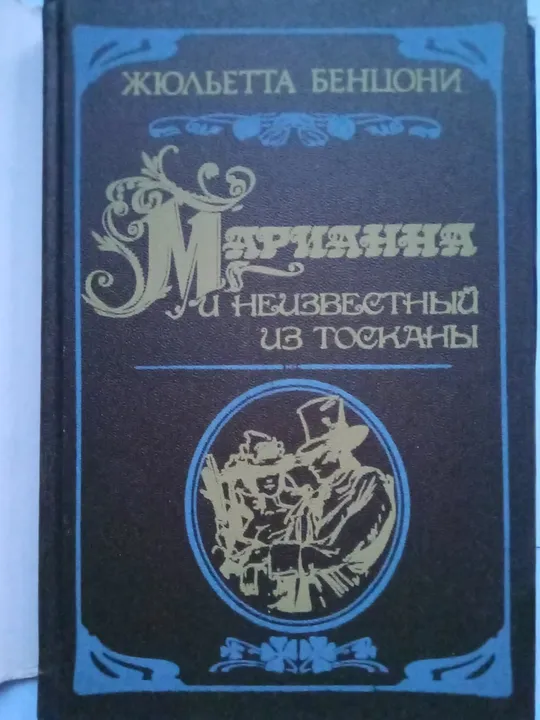 ЖЮЛЬЕТТА БЕНЦОНИ
МАРИАННА
И НЕИЗВЕСТНЫЙ
ИЗ ТОСКАНЫ